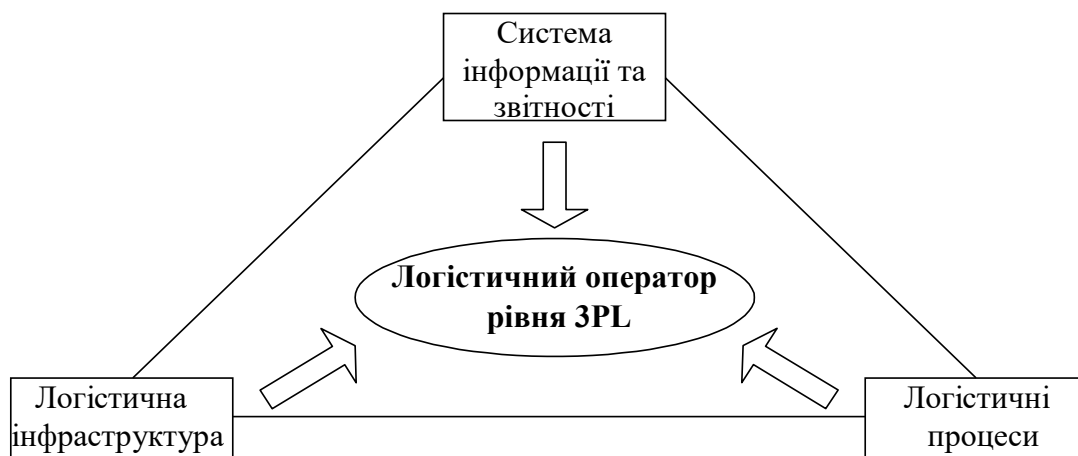 Система
інформації та
звітності
Логістичний оператор
рівня 3PL
Логістична
інфраструктура
Логістичні
процеси